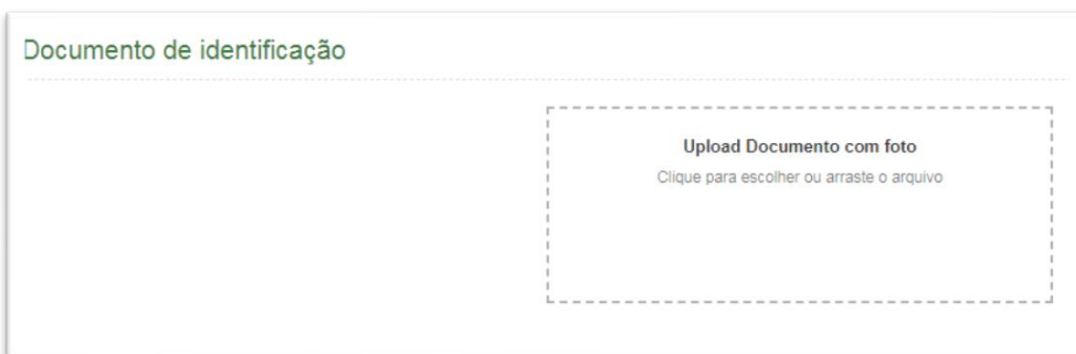 Documento de identificação
Upload Documento com foto
Clique para escolher ou arraste o arquivo